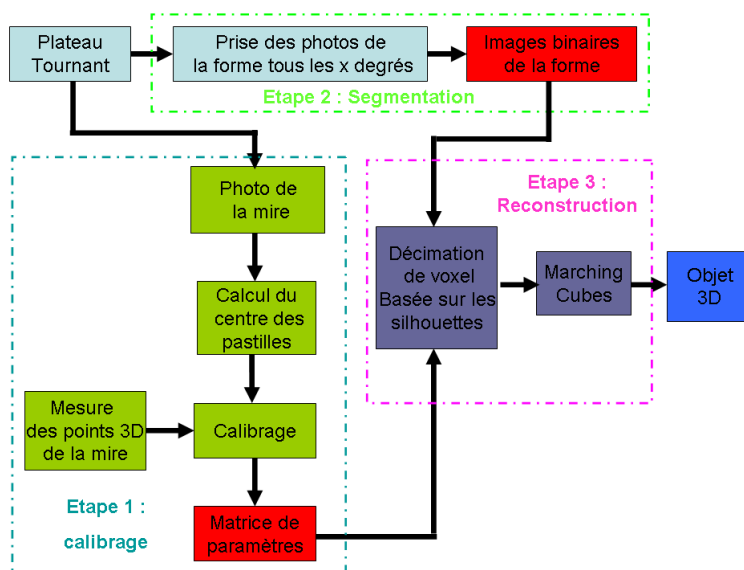 Plateau
Tournant
Prise des photos de
la forme tous les x degrés
Images binaires
de la forme
Etape 2 : Segmentation
Photo de
la mire
Etape 3 :
Reconstruction
Décimation
de voxel
Basée sur les
silhouettes
Marching
Cubes
Objet
3D
Calcul du
centre des
pastilles
Mesure
des points 3D
de la mire
Calibrage
Etape 1 :
calibrage
Matrice de
paramètres